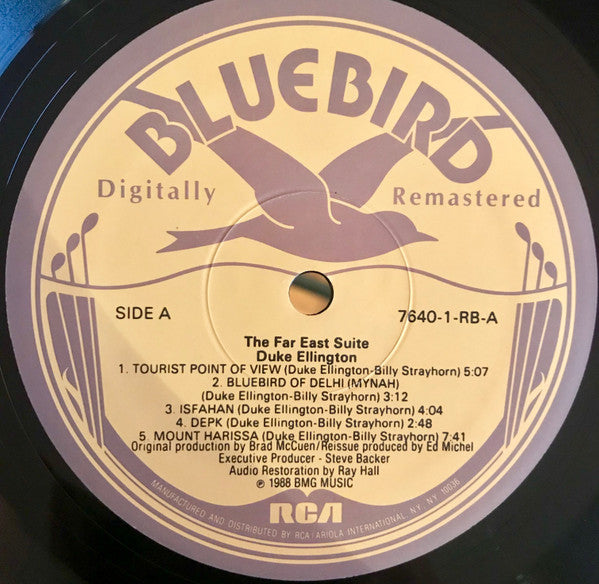 BLUEBIRD
Digitally Remastered
SIDE A 7640-1-RB-A
The Far East Suite
Duke Ellington
1. TOURIST POINT OF VIEW (Duke Ellington-Billy Strayhorn) 5:07
2. BLUEBIRD OF DELHI (MYNAH)
(Duke Ellington-Billy Strayhorn) 3:12
3. ISFAHAN (Duke Ellington-Billy Strayhorn) 4:04
4. DEPK (Duke Ellington-Billy Strayhorn) 2:48
5 MOUNT HARISSA (Duke Ellington-Billy Strayhorn) 7:41
Original production by Brad McCuen/Reissue produced by Ed Michel
Executive Producer - Steve Backer
Audio Restoration by Ray Hall
℗ 1988 BMG MUSIC
RCA
MANUFACTURED AND DISTRIBUTED BY RCA/ARIOLA INTERNATIONAL, NY, NY 10036